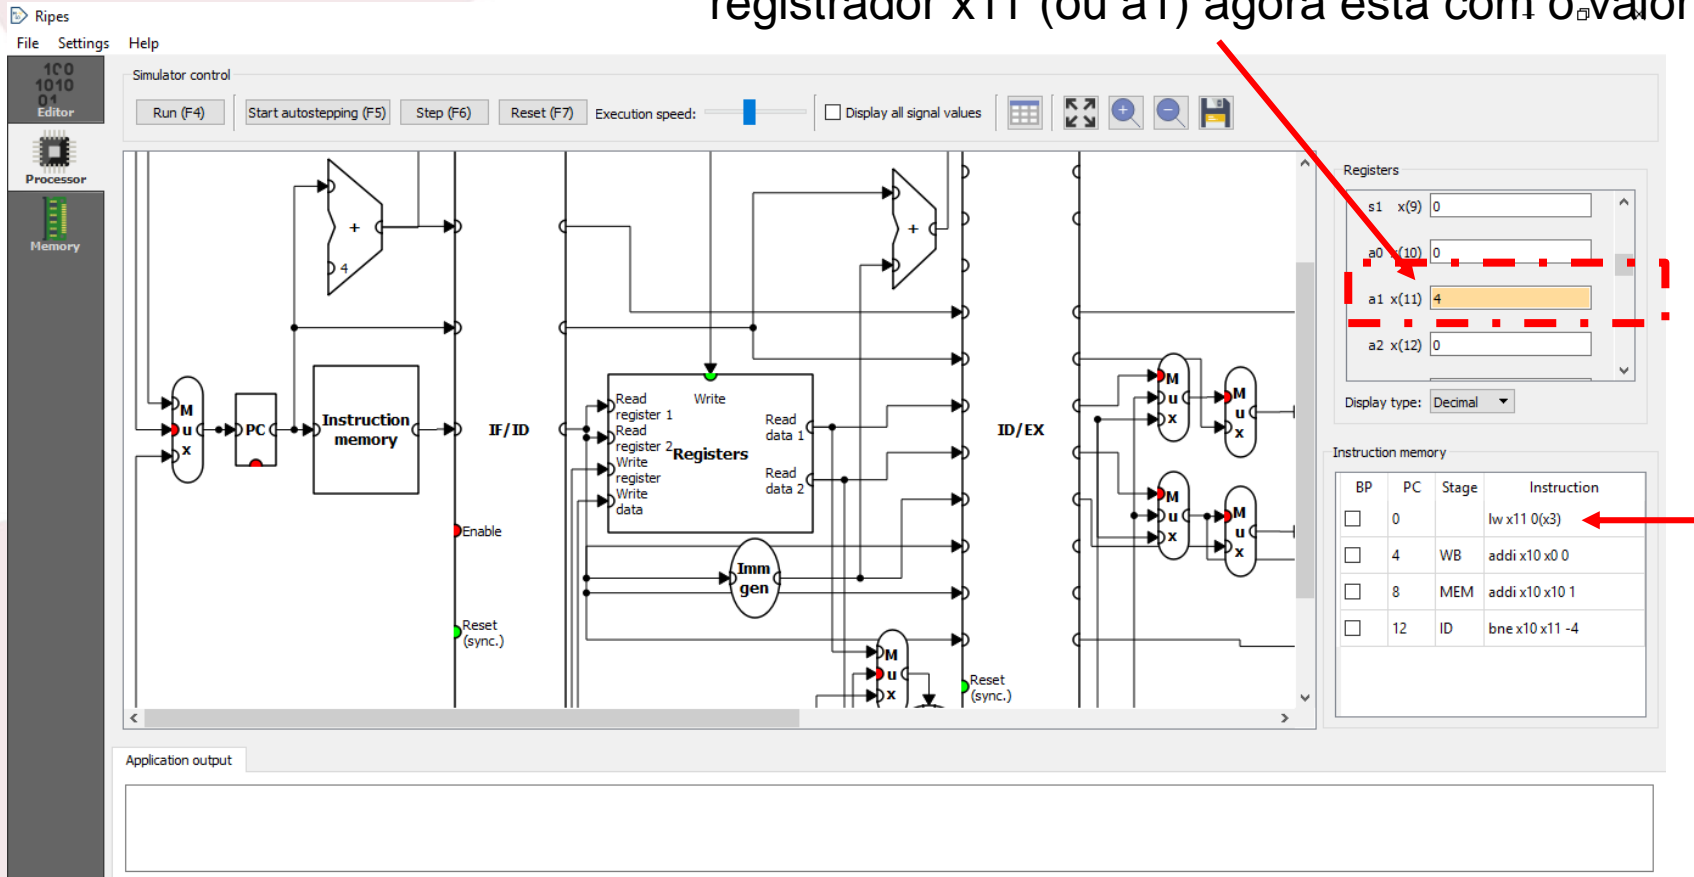 registrador x11 (ou a1) agora está com o valor
Ripes
File Settings Help
Simulator control
Run (F4) Start autostepping (F5) Step (F6) Reset (F7) Execution speed: Display all signal values
Editor
Processor
Memory
+
4
M
u
x
PC
Instruction
memory
IF/ID
Enable
Reset
(sync.)
Write
Read
register 1
Read
register 2
Write
register
Write
data
Registers
Read
data 1
Read
data 2
Imm
gen
M
u
x
+
ID/EX
Reset
(sync.)
M
u
x
M
u
x
M
u
x
M
u
x
Registers
s1 x(9) 0
a0 x(10) 0
a1 x(11) 4
a2 x(12) 0
Display type: Decimal
Instruction memory
BP PC Stage Instruction
0 lw x11 0(x3)
4 WB addi x10 x0 0
8 MEM addi x10 x10 1
12 ID bne x10 x11 -4
Application output